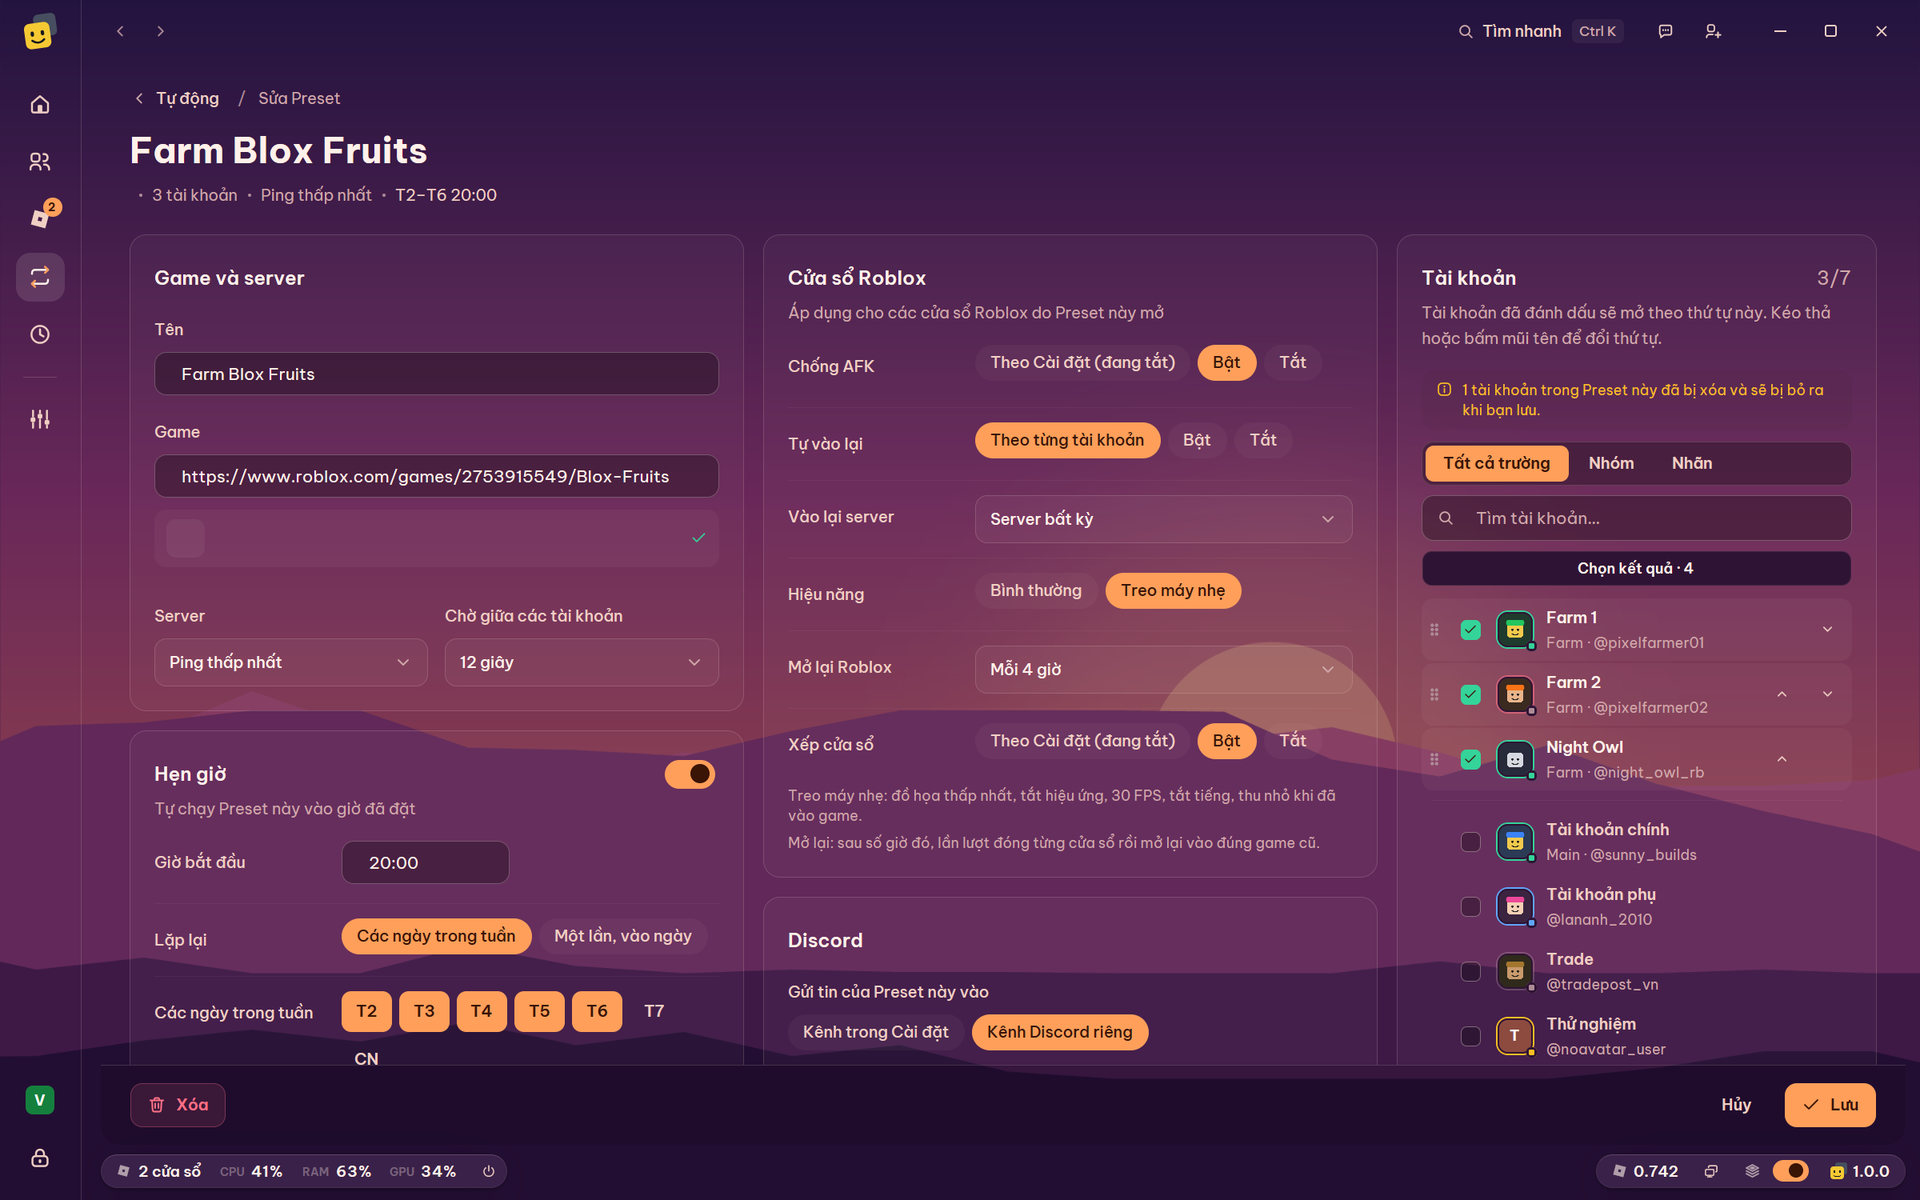 Tìm nhanh Ctrl K
Tự động / Sửa Preset
Farm Blox Fruits
· 3 tài khoản · Ping thấp nhất · T2–T6 20:00
2
Game và server
Tên
Farm Blox Fruits
Game
https://www.roblox.com/games/2753915549/Blox-Fruits
Server
Chờ giữa các tài khoản
Ping thấp nhất
12 giây
Hẹn giờ
Tự chạy Preset này vào giờ đã đặt
Giờ bắt đầu
20:00
Lặp lại
Các ngày trong tuần
Một lần, vào ngày
Các ngày trong tuần
T2 T3 T4 T5 T6 T7
CN
Cửa sổ Roblox
Áp dụng cho các cửa sổ Roblox do Preset này mở
Chống AFK
Theo Cài đặt (đang tắt) Bật Tắt
Tự vào lại
Theo từng tài khoản Bật Tắt
Vào lại server
Server bất kỳ
Hiệu năng
Bình thường Treo máy nhẹ
Mở lại Roblox
Mỗi 4 giờ
Xếp cửa sổ
Theo Cài đặt (đang tắt) Bật Tắt
Treo máy nhẹ: đồ họa thấp nhất, tắt hiệu ứng, 30 FPS, tắt tiếng, thu nhỏ khi đã
vào game.
Mở lại: sau số giờ đó, lần lượt đóng từng cửa sổ rồi mở lại vào đúng game cũ.
Discord
Gửi tin của Preset này vào
Kênh trong Cài đặt Kênh Discord riêng
Tài khoản 3/7
Tài khoản đã đánh dấu sẽ mở theo thứ tự này. Kéo thả
hoặc bấm mũi tên để đổi thứ tự.
1 tài khoản trong Preset này đã bị xóa và sẽ bị bỏ ra
khi bạn lưu.
Tất cả trường Nhóm Nhãn
Tìm tài khoản...
Chọn kết quả · 4
Farm 1
Farm · @pixelfarmer01
Farm 2
Farm · @pixelfarmer02
Night Owl
Farm · @night_owl_rb
Tài khoản chính
Main · @sunny_builds
Tài khoản phụ
@lananh_2010
Trade
@tradepost_vn
T
Thử nghiệm
@noavatar_user
V
Xóa
Hủy
Lưu
2 cửa sổ CPU 41% RAM 63% GPU 34%
0.742
1.0.0